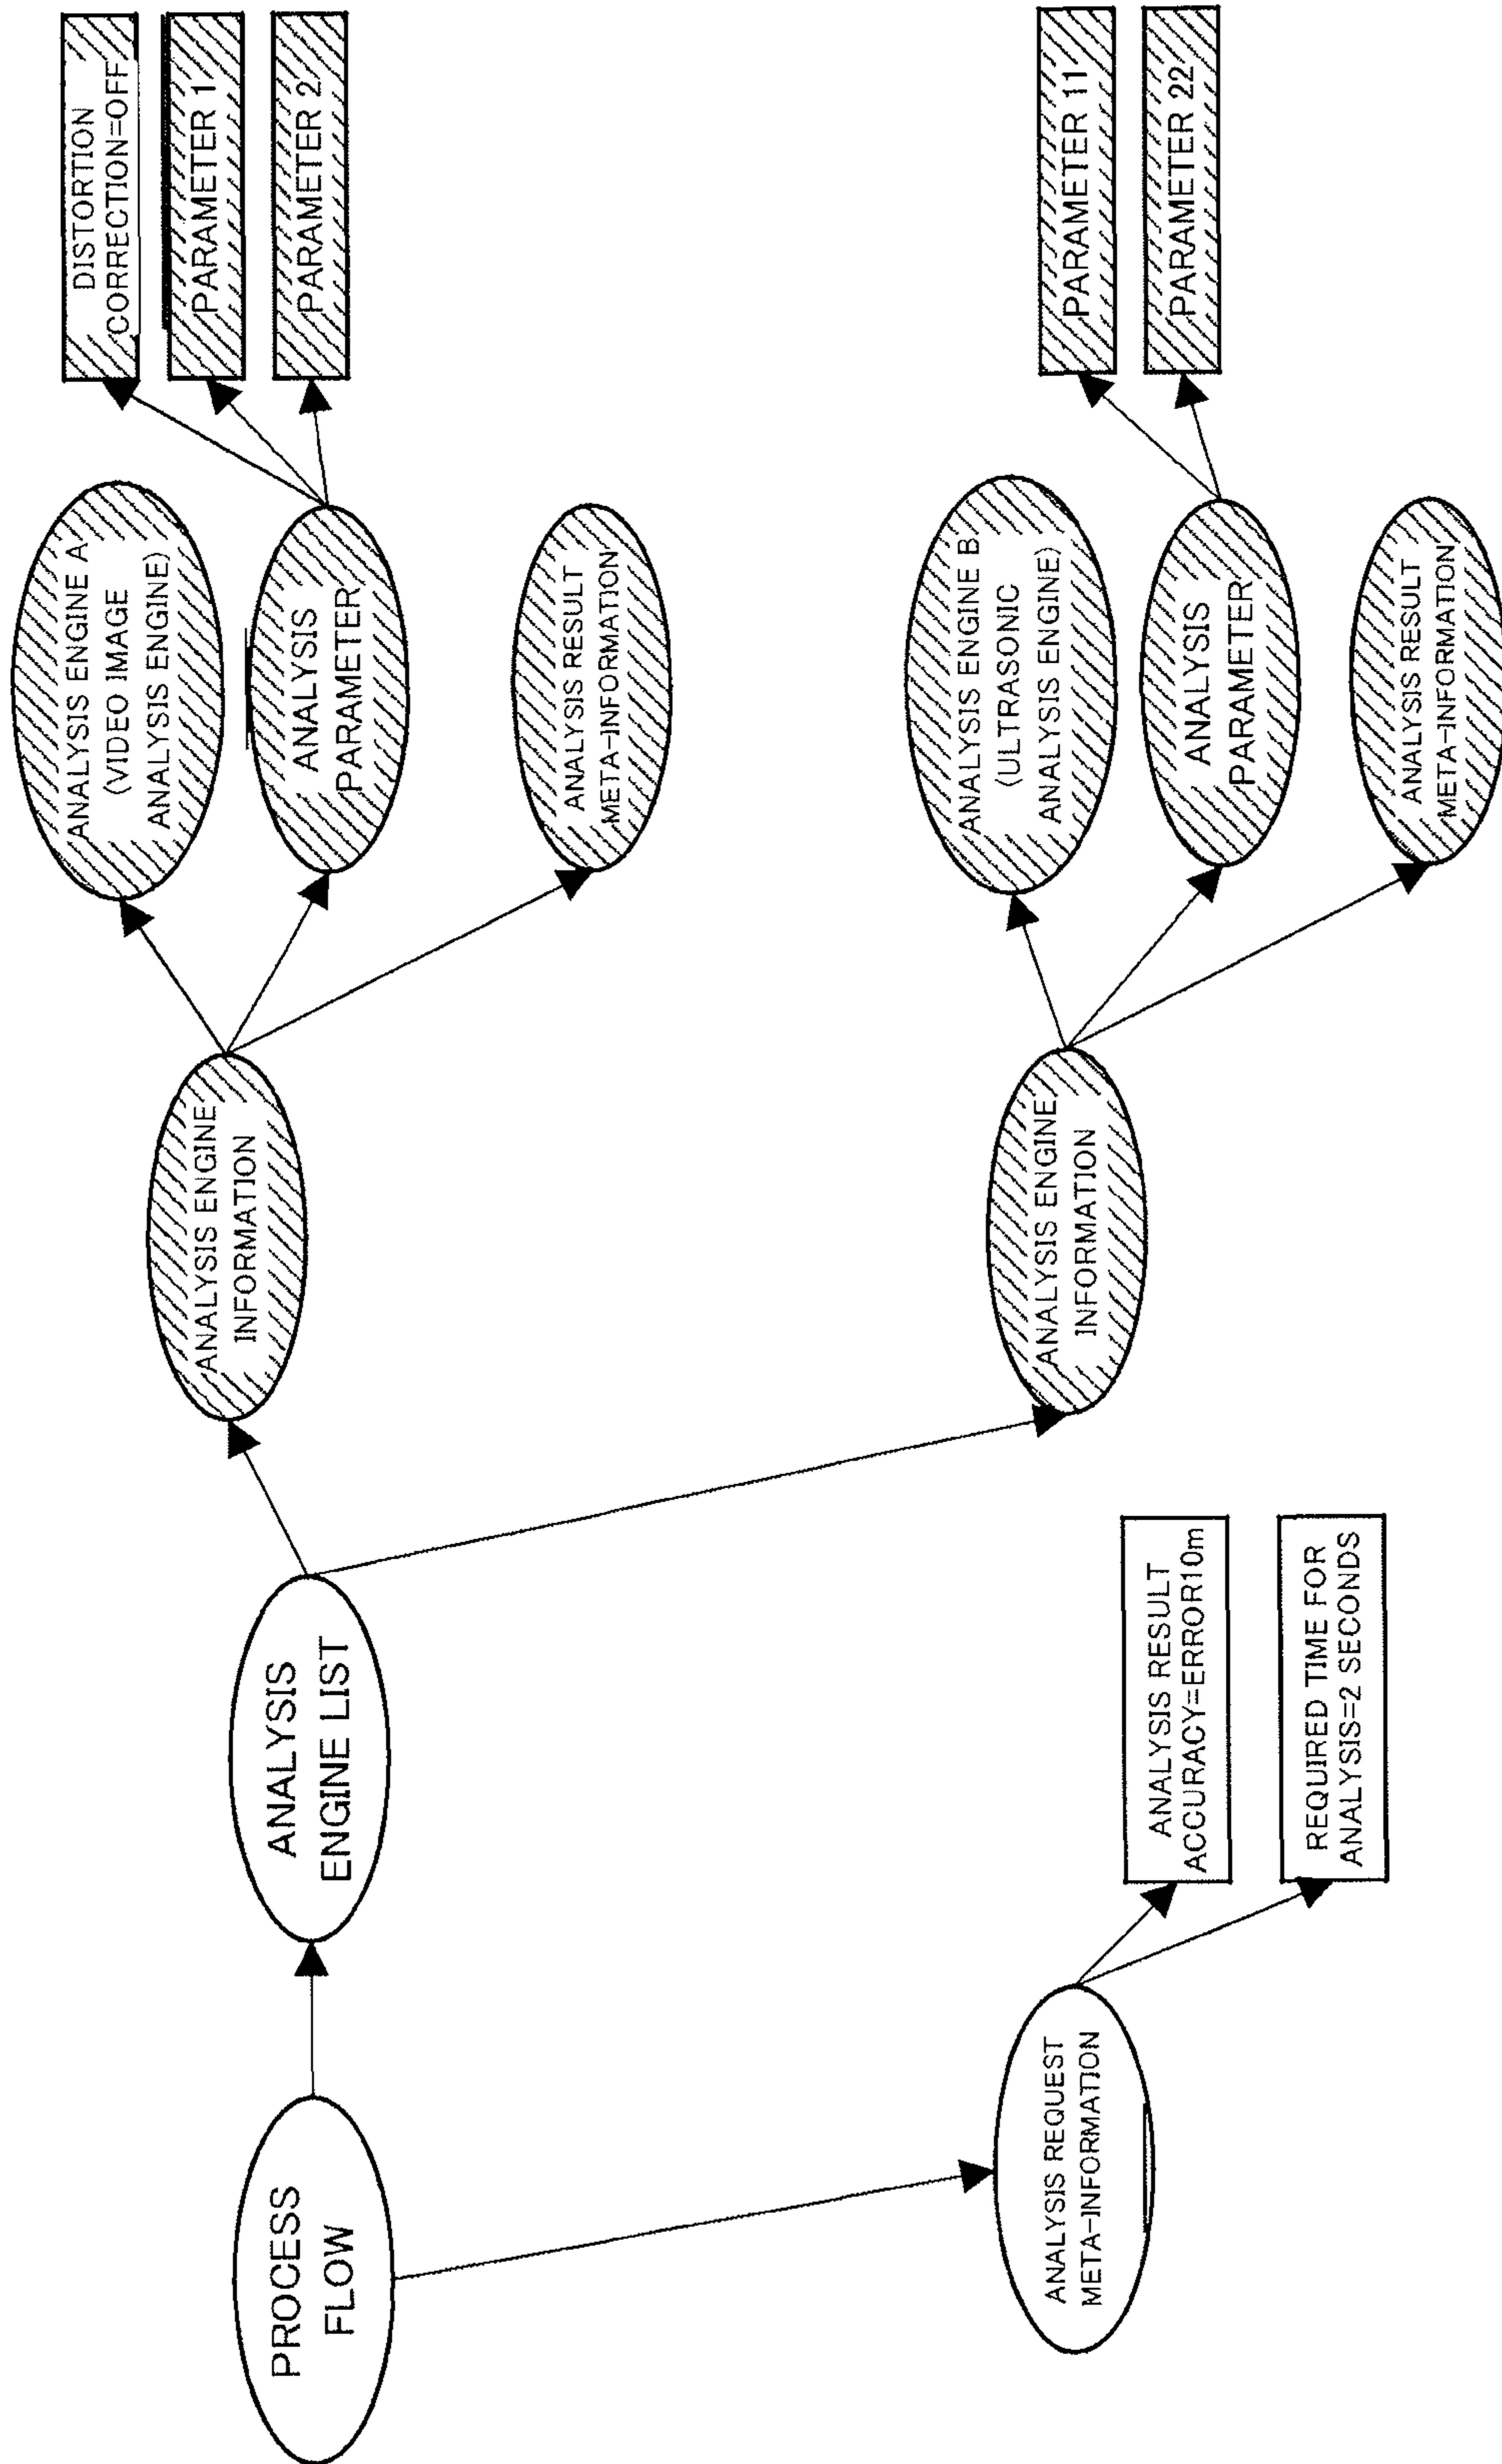 PROCESS
FLOW
ANALYSIS
ENGINE LIST
ANALYSIS ENGINE
INFORMATION
ANALYSIS ENGINE A
(VIDEO IMAGE
ANALYSIS ENGINE)
ANALYSIS
PARAMETER
DISTORTION
CORRECTION=OFF
PARAMETER 1
PARAMETER 2
ANALYSIS RESULT
META-INFORMATION
ANALYSIS ENGINE
INFORMATION
ANALYSIS ENGINE B
(ULTRASONIC
ANALYSIS ENGINE)
ANALYSIS
PARAMETER
PARAMETER 11
PARAMETER 22
ANALYSIS RESULT
META-INFORMATION
ANALYSIS REQUEST
META-INFORMATION
ANALYSIS RESULT
ACCURACY=ERROR10m
REQUIRED TIME FOR
ANALYSIS=2 SECONDS